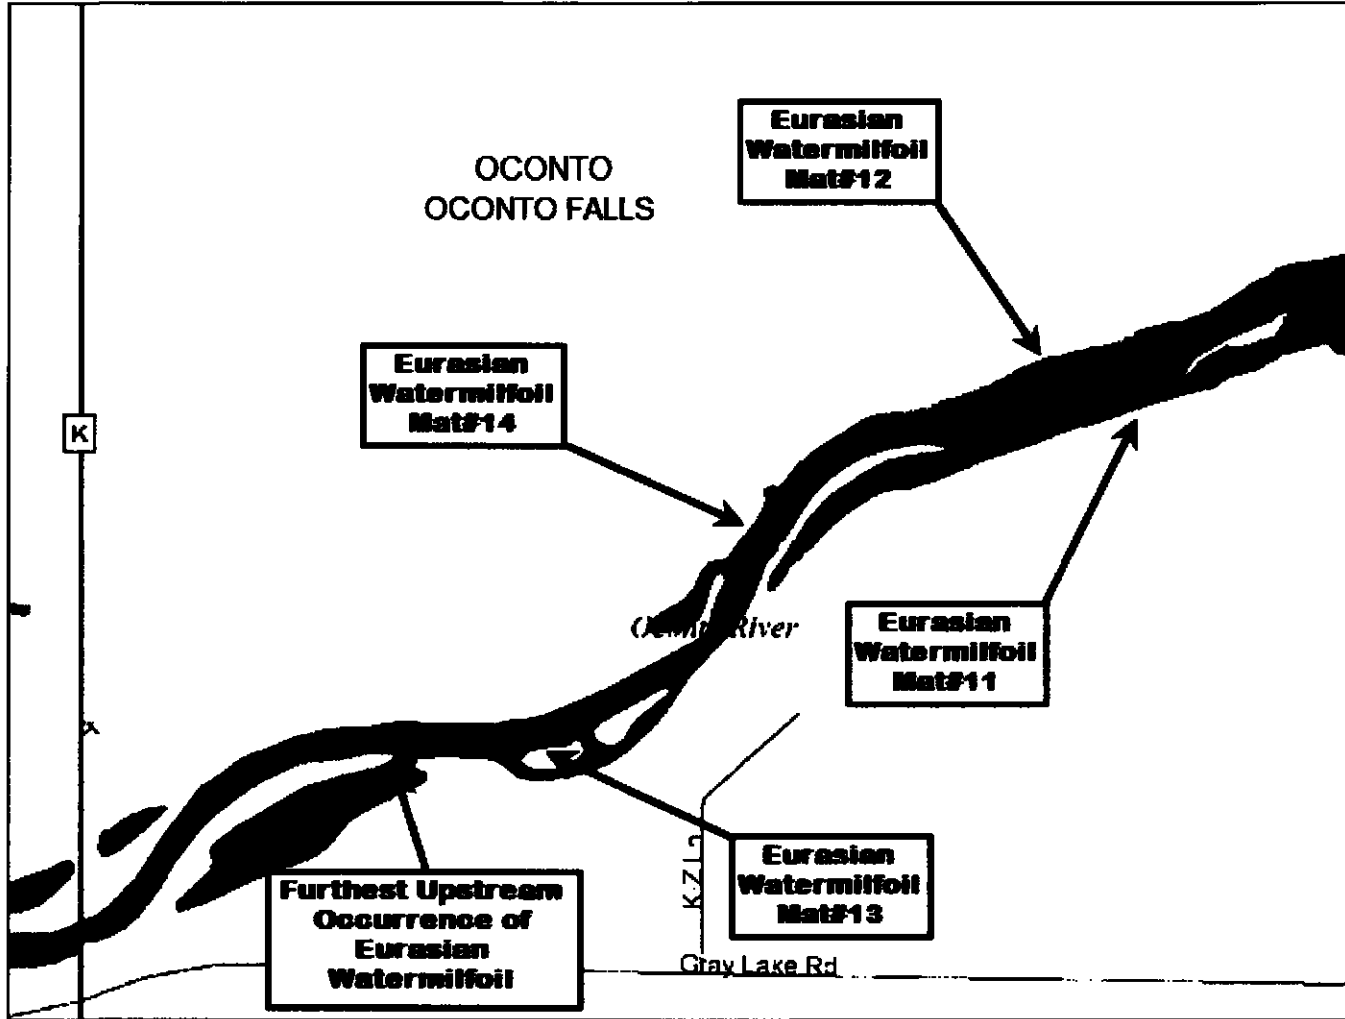 Eurasian
Watermilfoil
Mat#12
OCONTO
OCONTO FALLS
Eurasian
Watermilfoil
Mat#14
K
Eurasian
Watermilfoil
Mat#11
River
Eurasian
Watermilfoil
Mat#13
K Z Ln
Furthest Upstream
Occurrence of
Eurasian
Watermilfoil
Gray Lake Rd